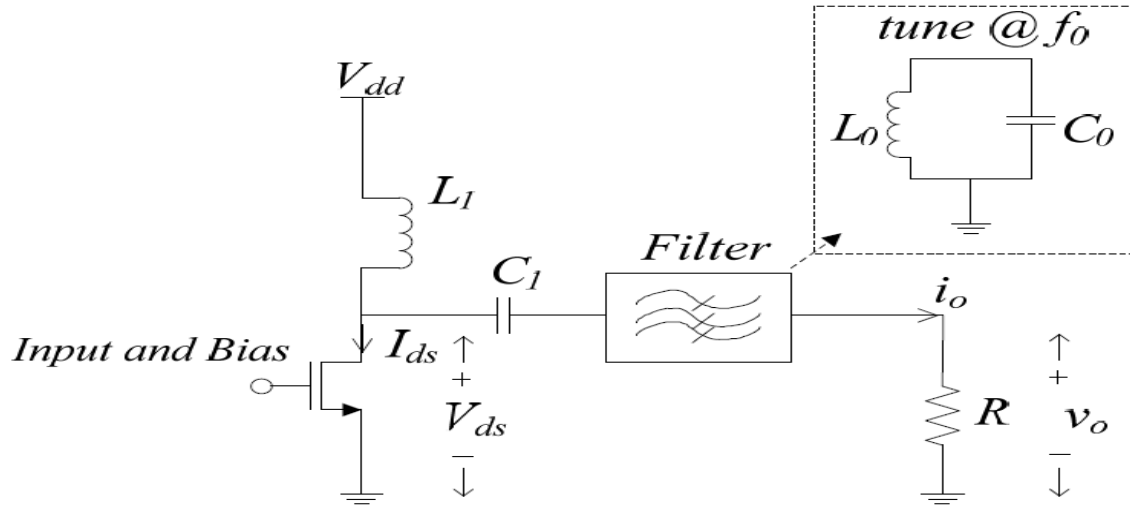 tune @ f0
Vdd
L0
C0
L1
Filter
C1
io
Input and Bias
Ids
+
Vds
−
R
+
vo
−